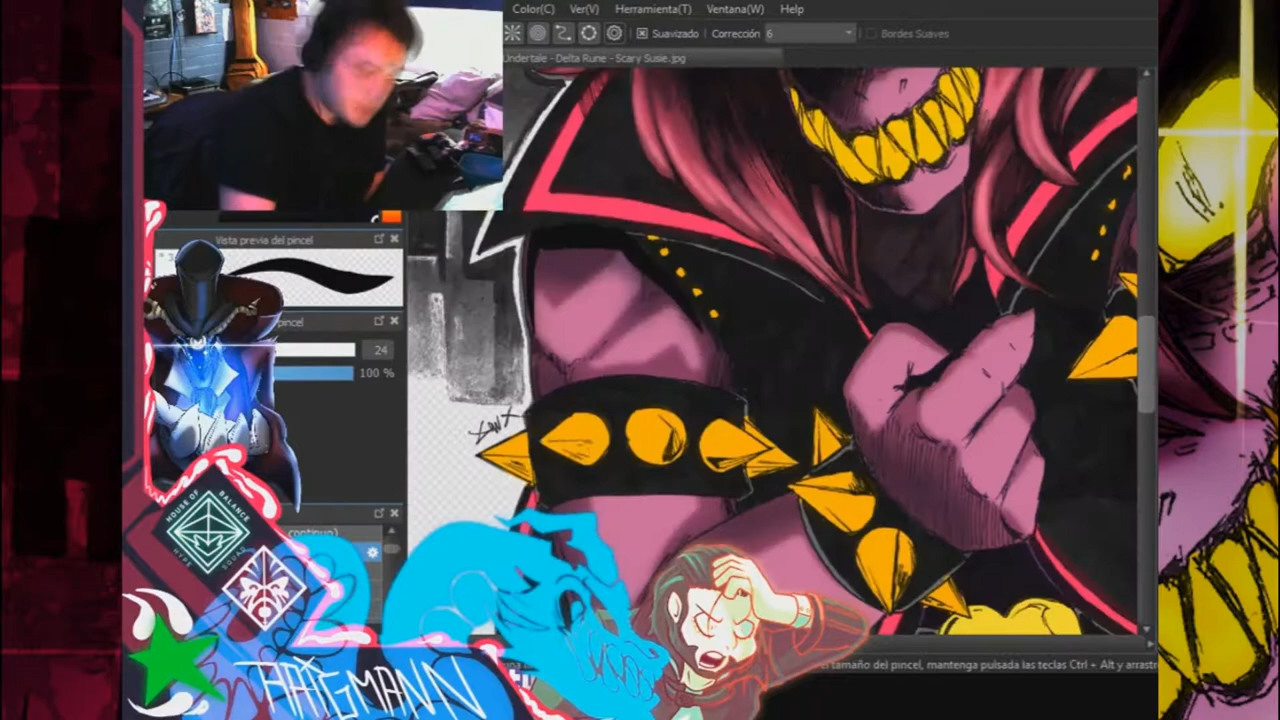 Color(C) Ver(V) Herramienta(T) Ventana(W) Help
Suavizado Corrección 6 Bordes Suaves
Undertale - Delta Rune - Scary Susie.jpg
Vista previa del pincel
pincel
24
100 %
continuo)
HOUSE OF BALANCE
HYPE SQUAD
el tamaño del pincel, mantenga pulsada las teclas Ctrl + Alt y arrastr